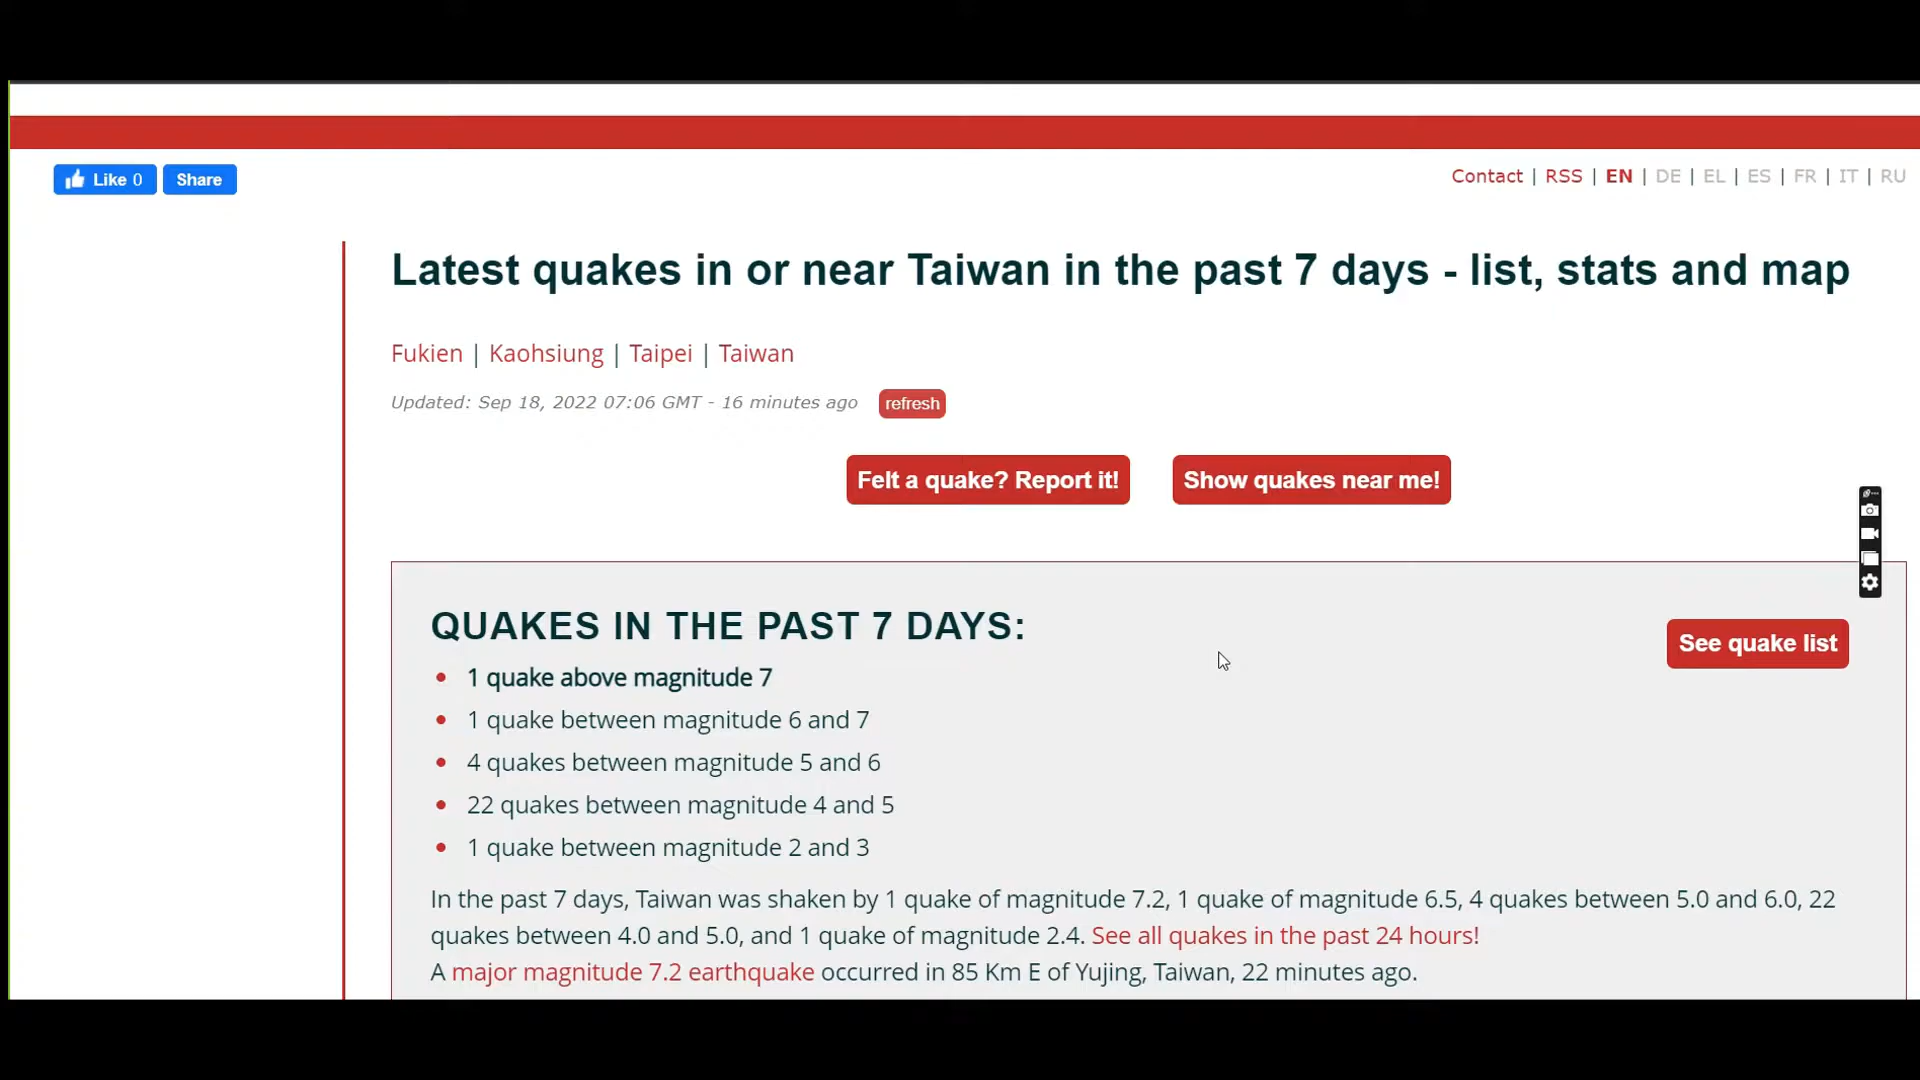 Like 0 Share
Contact | RSS | EN | DE | EL | ES | FR | IT | RU
Latest quakes in or near Taiwan in the past 7 days - list, stats and map
Fukien | Kaohsiung | Taipei | Taiwan
Updated: Sep 18, 2022 07:06 GMT - 16 minutes ago refresh
Felt a quake? Report it! Show quakes near me!
QUAKES IN THE PAST 7 DAYS:
See quake list
1 quake above magnitude 7
1 quake between magnitude 6 and 7
4 quakes between magnitude 5 and 6
22 quakes between magnitude 4 and 5
1 quake between magnitude 2 and 3
In the past 7 days, Taiwan was shaken by 1 quake of magnitude 7.2, 1 quake of magnitude 6.5, 4 quakes between 5.0 and 6.0, 22
quakes between 4.0 and 5.0, and 1 quake of magnitude 2.4. See all quakes in the past 24 hours!
A major magnitude 7.2 earthquake occurred in 85 Km E of Yujing, Taiwan, 22 minutes ago.